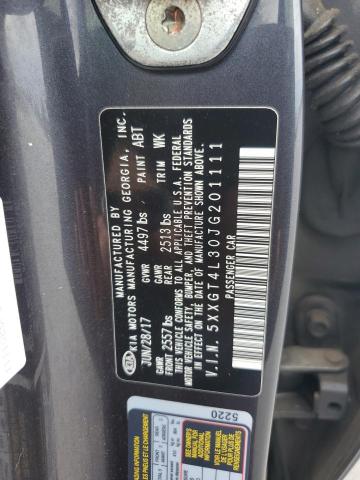 MANUFACTURED BY
KIA KIA MOTORS MANUFACTURING GEORGIA, INC.
JUN/28/17 GVWR 4497 lbs PAINT ABT
GAWR FRONT 2557 lbs GAWR REAR 2513 lbs TRIM WK
THIS VEHICLE CONFORMS TO ALL APPLICABLE U.S.A. FEDERAL
MOTOR VEHICLE SAFETY, BUMPER, AND THEFT PREVENTION STANDARDS
IN EFFECT ON THE DATE OF MANUFACTURE SHOWN ABOVE.
V.I.N. 5XXGT4L30JG201111
PASSENGER CAR
5220